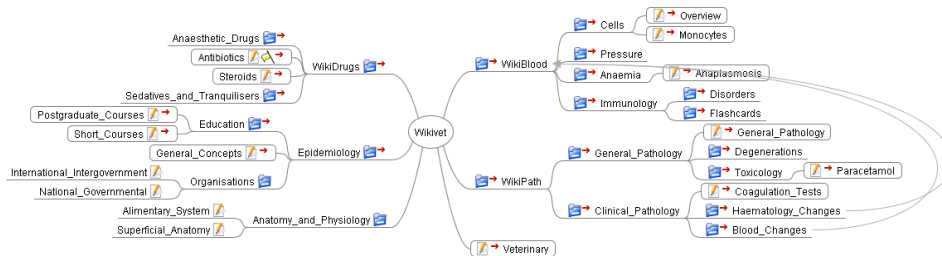 Anaesthetic_Drugs
Antibiotics
Steroids
Sedatives_and_Tranquilisers
WikiDrugs
Postgraduate_Courses
Short_Courses
Education
General_Concepts
International_Intergovernment
National_Governmental
Organisations
Epidemiology
Alimentary_System
Superficial_Anatomy
Anatomy_and_Physiology
Wikivet
WikiBlood
Cells
Overview
Monocytes
Pressure
Anaemia
Anaplasmosis
Immunology
Disorders
Flashcards
WikiPath
General_Pathology
General_Pathology
Degenerations
Toxicology
Paracetamol
Clinical_Pathology
Coagulation_Tests
Haematology_Changes
Blood_Changes
Veterinary